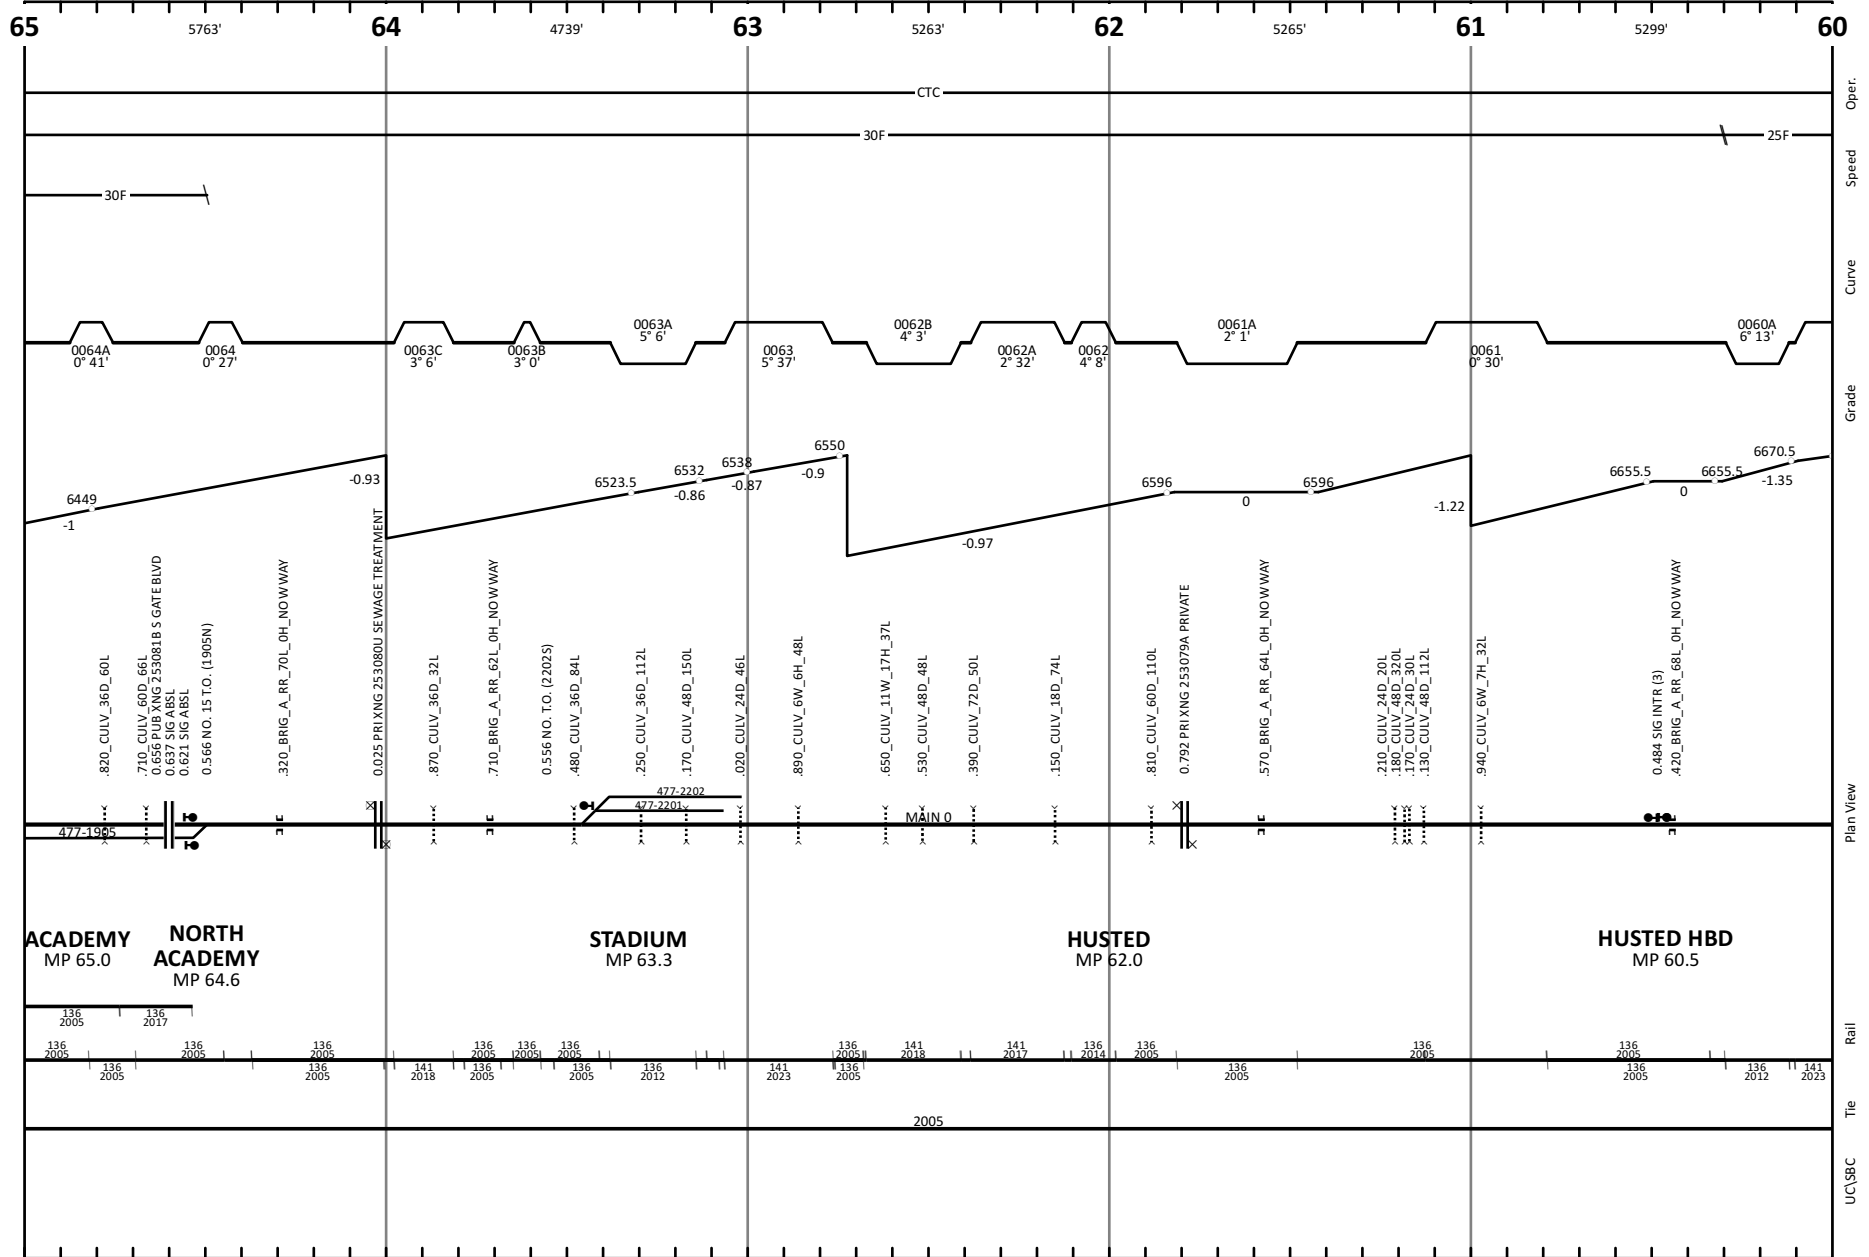 65 64 63 62 61 60
5763' 4739' 5263' 5265' 5299'
Oper.
CTC
Speed
30F 25F
30F
Curve
0064A
0° 41'
0064
0° 27'
0063C
3° 6'
0063B
3° 0'
0063A
5° 6'
0063
5° 37'
0062B
4° 3'
0062A
2° 32'
0062
4° 8'
0061A
2° 1'
0061
0° 30'
0060A
6° 13'
Grade
6449
-1
-0.93
6523.5
6532
-0.86
6538
-0.87
6550
-0.9
-0.97
6596
0
6596
-1.22
6655.5
0
6655.5
6670.5
-1.35
.820_CULV_36D_60L
.710_CULV_60D_66L
0.656 PUB XNG 253081B S GATE BLVD
0.637 SIG ABSL
0.621 SIG ABSL
0.566 NO. 15 T.O. (1905N)
.320_BRIG_A_RR_70L_0H_NOWWAY
0.025 PRI XNG 253080U SEWAGE TREATMENT
.870_CULV_36D_32L
.710_BRIG_A_RR_62L_0H_NOWWAY
0.556 NO. T.O. (2202S)
.480_CULV_36D_84L
.250_CULV_36D_112L
.170_CULV_48D_150L
.020_CULV_24D_46L
.890_CULV_6W_6H_48L
.650_CULV_11W_17H_37L
.530_CULV_48D_48L
.390_CULV_72D_50L
.150_CULV_18D_74L
.810_CULV_60D_110L
0.792 PRI XNG 253079A PRIVATE
.570_BRIG_A_RR_64L_0H_NOWWAY
.210_CULV_24D_20L
.180_CULV_48D_320L
.170_CULV_24D_30L
.130_CULV_48D_112L
.940_CULV_6W_7H_32L
0.484 SIG INTR (3)
.420_BRIG_A_RR_68L_0H_NOWWAY
Plan View
477-1905
477-2202
477-2201
MAIN 0
ACADEMY
MP 65.0
NORTH
ACADEMY
MP 64.6
STADIUM
MP 63.3
HUSTED
MP 62.0
HUSTED HBD
MP 60.5
136
2005
136
2017
Rail
136 136 136 136 136 136 136 141 141 136 136 136 136
2005 2005 2005 2005 2005 2005 2005 2018 2017 2014 2005 2005 2005
136 136 141 136 136 136 141 136 136 136 136 141
2005 2005 2018 2005 2005 2012 2023 2005 2005 2005 2012 2023
Tie
2005
UC\SBC